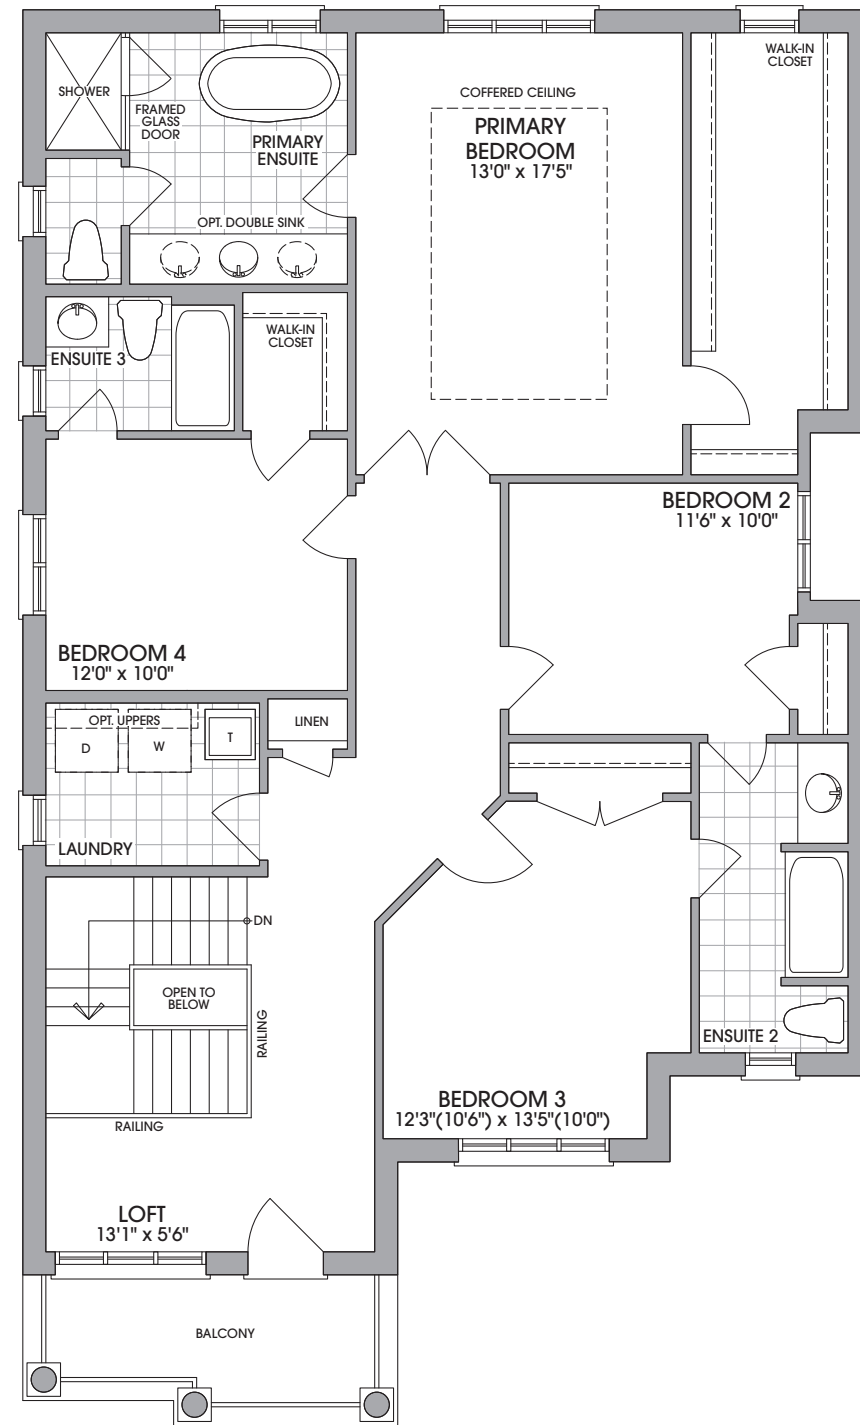 WALK-IN
CLOSET
SHOWER
FRAMED
GLASS
DOOR
PRIMARY
ENSUITE
COFFERED CEILING
PRIMARY
BEDROOM
13'0" x 17'5"
OPT. DOUBLE SINK
WALK-IN
CLOSET
ENSUITE 3
BEDROOM 2
11'6" x 10'0"
BEDROOM 4
12'0" x 10'0"
OPT. UPPERS
D
W
T
LINEN
LAUNDRY
DN
OPEN TO
BELOW
RAILING
RAILING
ENSUITE 2
BEDROOM 3
12'3"(10'6") x 13'5"(10'0")
LOFT
13'1" x 5'6"
BALCONY